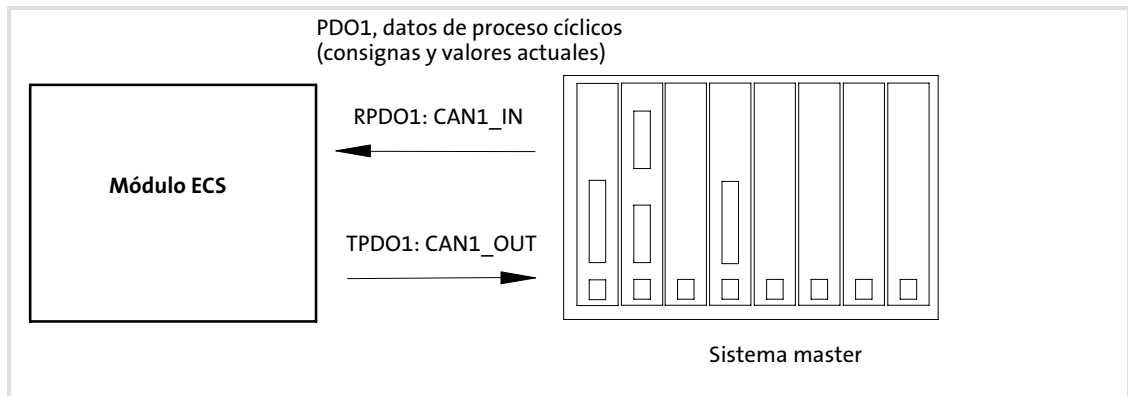 PDO1, datos de proceso cíclicos
(consignas y valores actuales)
RPDO1: CAN1_IN
Módulo ECS
TPDO1: CAN1_OUT
Sistema master